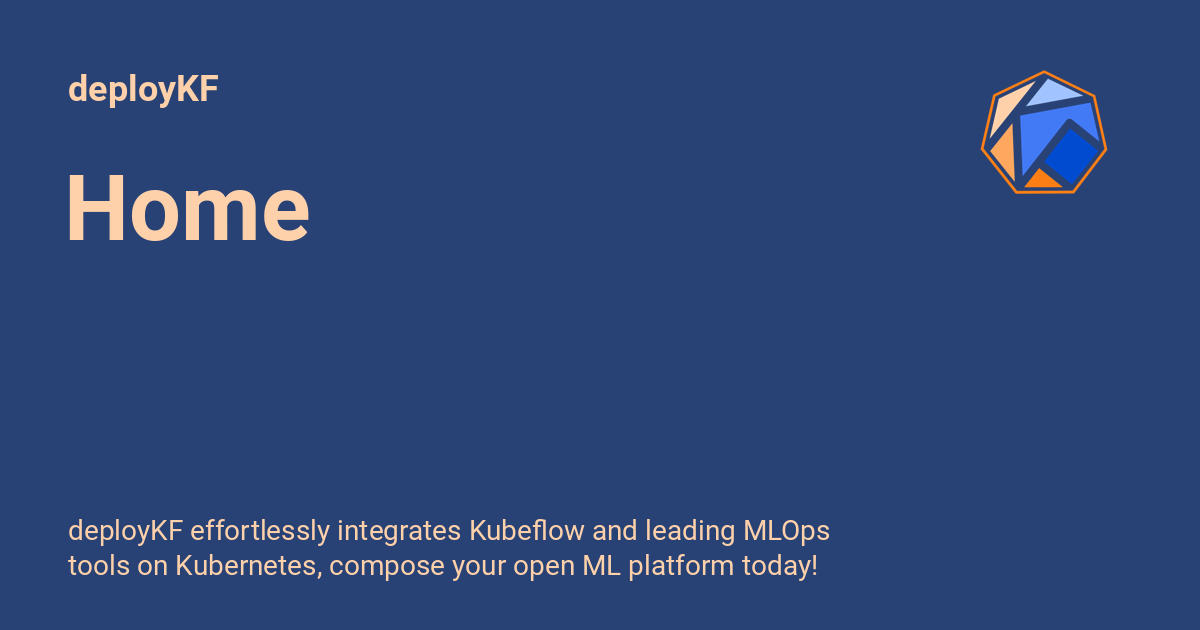 deployKF
Home
deployKF effortlessly integrates Kubeflow and leading MLOps
tools on Kubernetes, compose your open ML platform today!